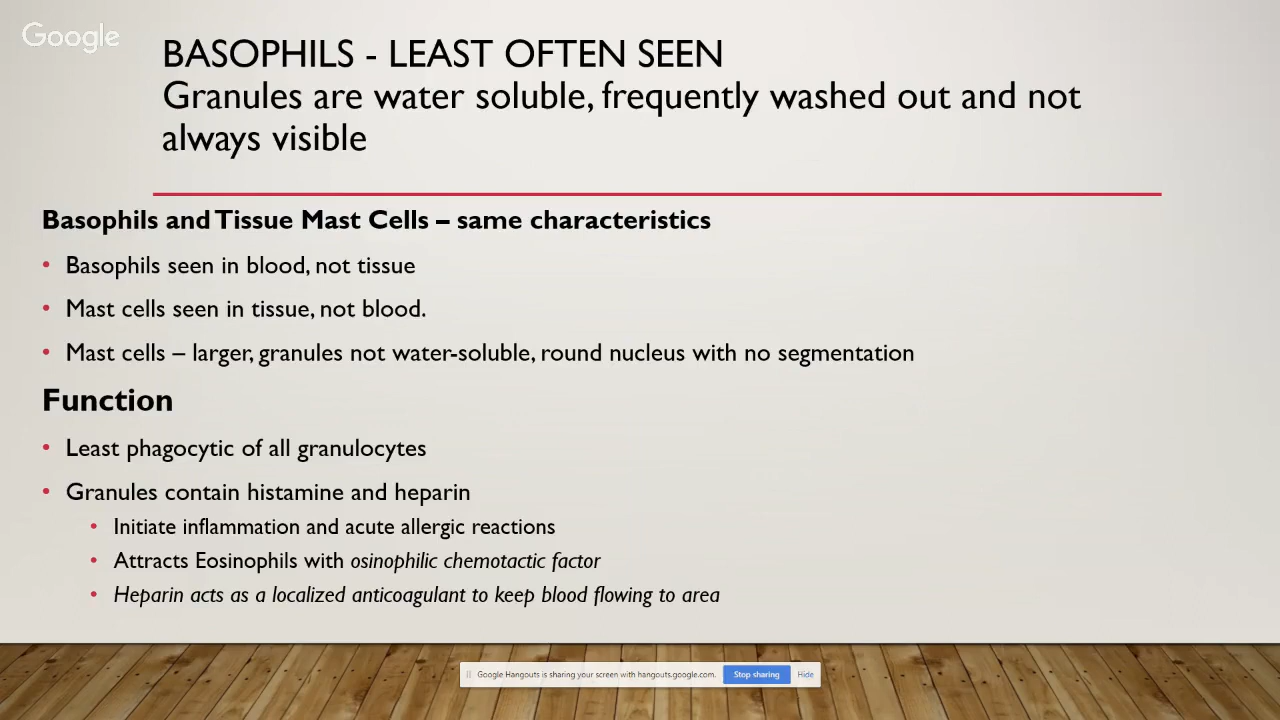 Google
BASOPHILS - LEAST OFTEN SEEN
Granules are water soluble, frequently washed out and not
always visible
Basophils and Tissue Mast Cells – same characteristics
• Basophils seen in blood, not tissue
• Mast cells seen in tissue, not blood.
• Mast cells – larger, granules not water-soluble, round nucleus with no segmentation
Function
• Least phagocytic of all granulocytes
• Granules contain histamine and heparin
• Initiate inflammation and acute allergic reactions
• Attracts Eosinophils with osinophilic chemotactic factor
• Heparin acts as a localized anticoagulant to keep blood flowing to area
Google Hangouts is sharing your screen with hangouts.google.com. Stop sharing Hide